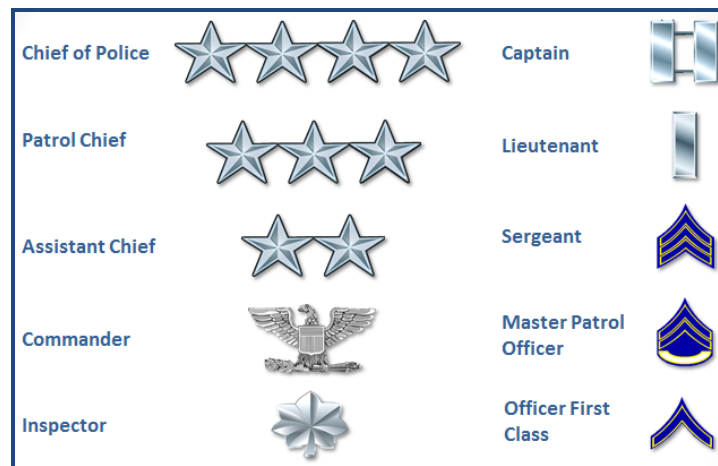 Chief of Police
Patrol Chief
Assistant Chief
Commander
Inspector
Captain
Lieutenant
Sergeant
Master Patrol
Officer
Officer First
Class